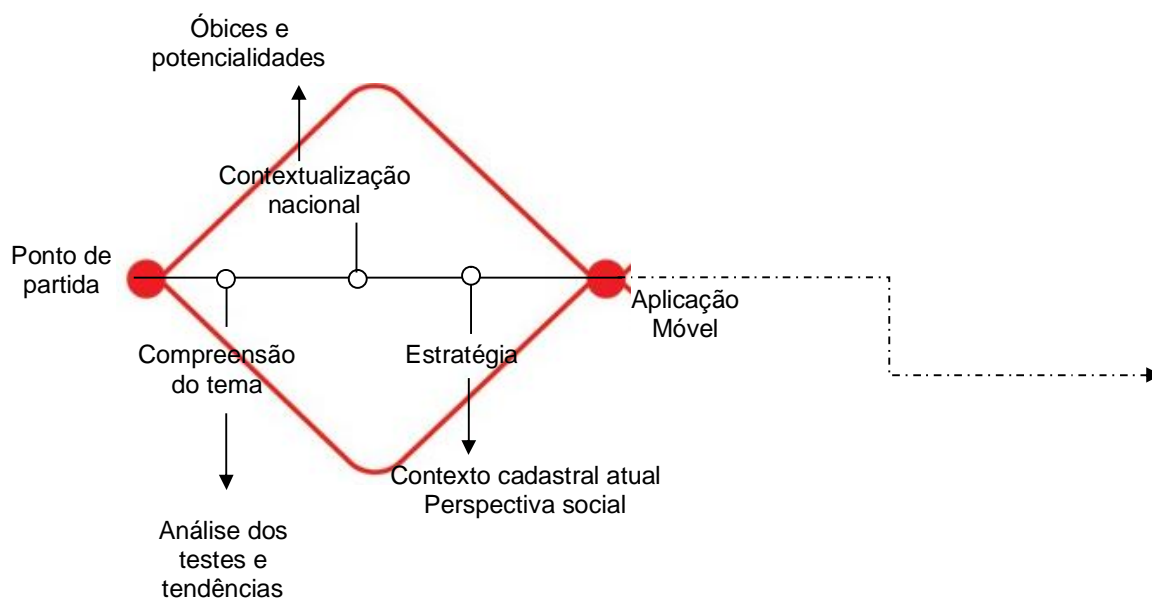 Óbices e
potencialidades
Contextualização
nacional
Ponto de
partida
Aplicação
Móvel
Compreensão
do tema
Estratégia
Contexto cadastral atual
Perspectiva social
Análise dos
testes e
tendências